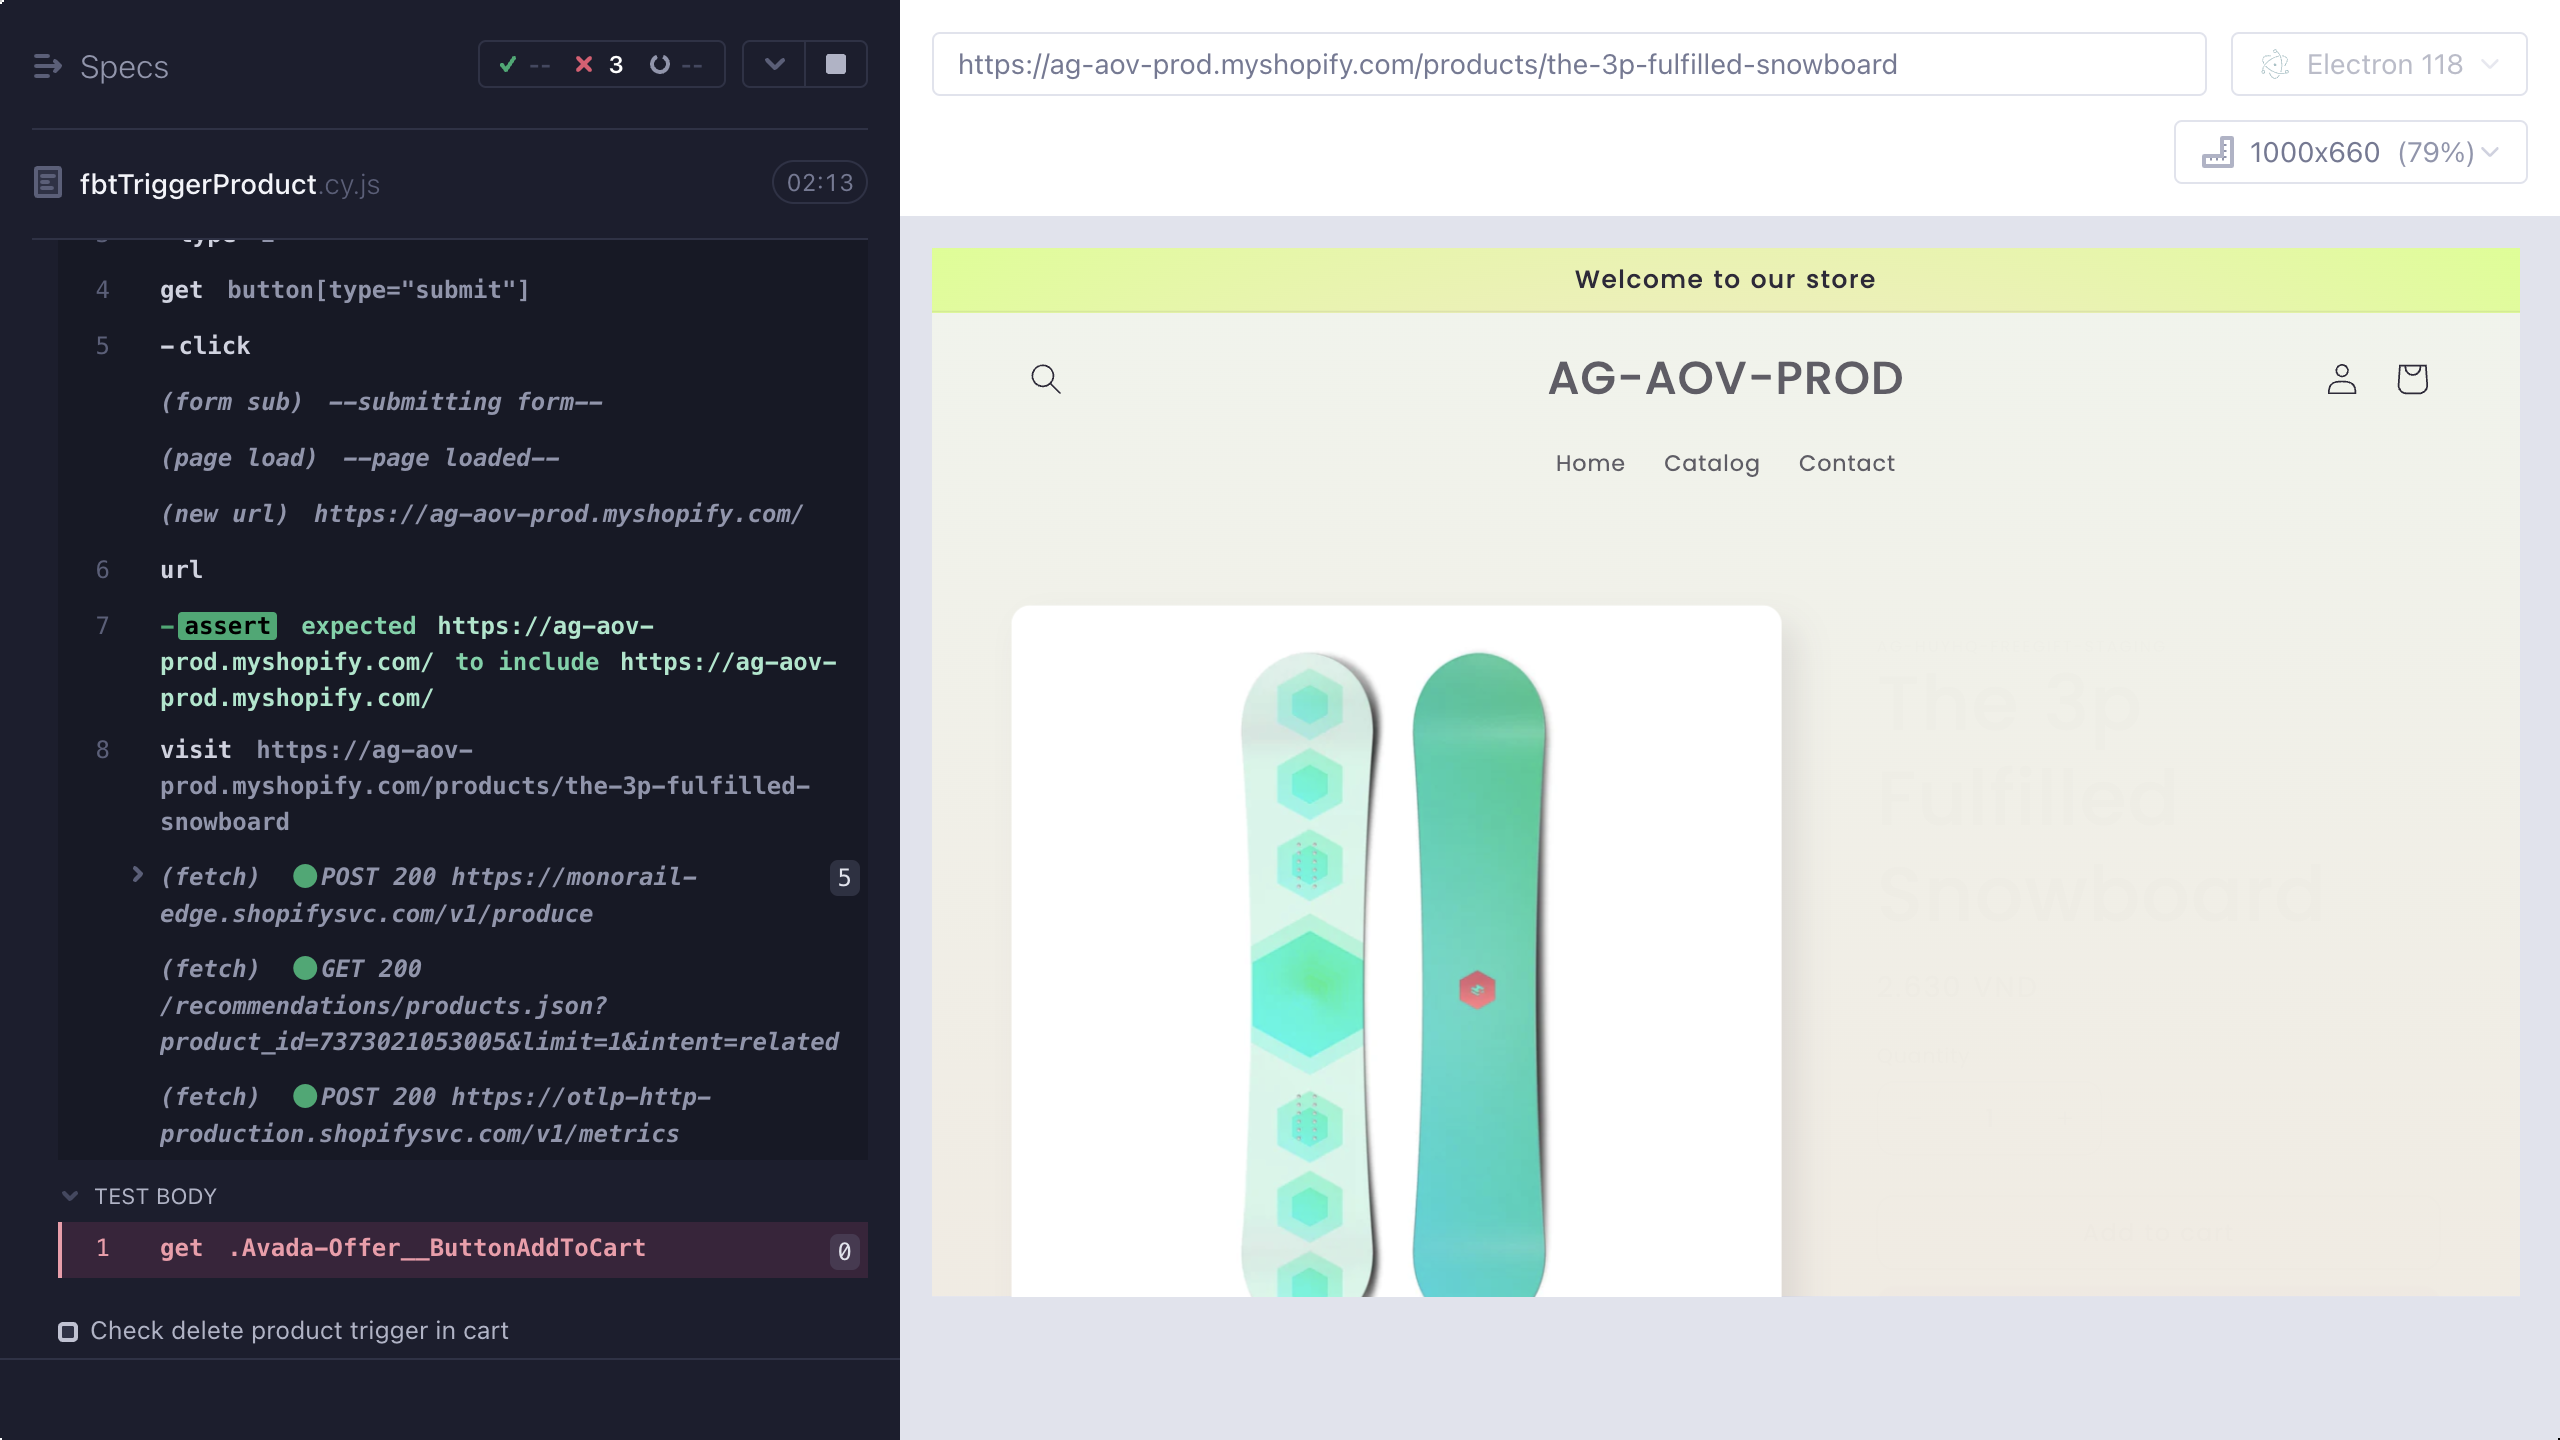 Specs
-- 3 --
fbtTriggerProduct.cy.js
02:13
4 get button[type="submit"]
5 -click
(form sub) --submitting form--
(page load) --page loaded--
(new url) https://ag-aov-prod.myshopify.com/
6 url
7 -assert expected https://ag-aov-
prod.myshopify.com/ to include https://ag-aov-
prod.myshopify.com/
8 visit https://ag-aov-
prod.myshopify.com/products/the-3p-fulfilled-
snowboard
(fetch) POST 200 https://monorail-
edge.shopifysvc.com/v1/produce
5
(fetch) GET 200
/recommendations/products.json?
product_id=7373021053005&limit=1&intent=related
(fetch) POST 200 https://otlp-http-
production.shopifysvc.com/v1/metrics
TEST BODY
1 get .Avada-Offer__ButtonAddToCart 0
Check delete product trigger in cart
https://ag-aov-prod.myshopify.com/products/the-3p-fulfilled-snowboard
Electron 118
1000x660 (79%)
Welcome to our store
AG-AOV-PROD
Home Catalog Contact
The 3p
Fulfilled
Snowboard
Add to cart